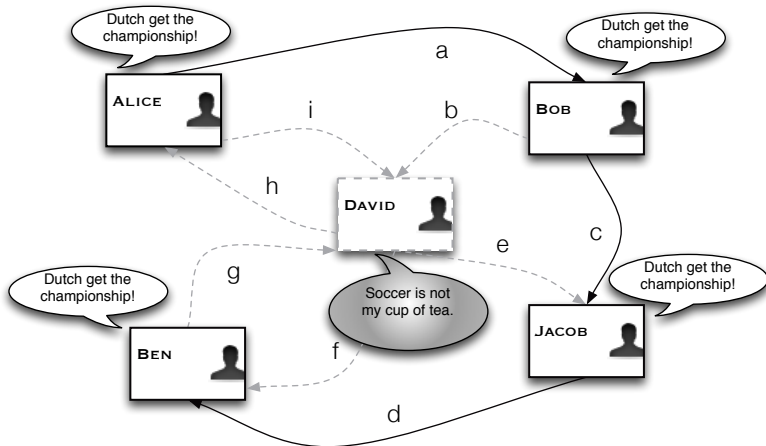 Dutch get the
championship!
Dutch get the
championship!
a
ALICE
BOB
i
b
h
DAVID
c
e
g
Dutch get the
championship!
Dutch get the
championship!
Soccer is not
my cup of tea.
JACOB
BEN
f
d